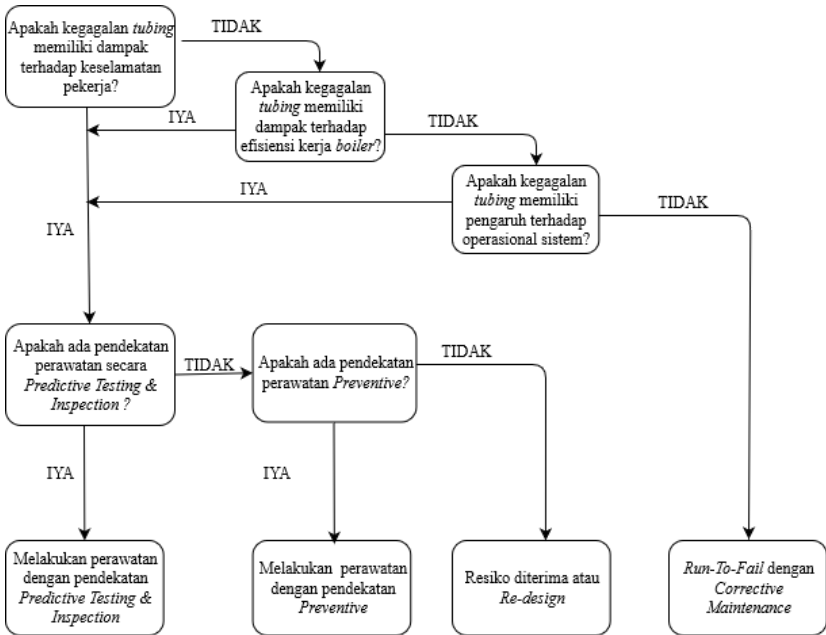 Apakah kegagalan tubing
memiliki dampak
terhadap keselamatan
pekerja?
TIDAK
Apakah kegagalan
tubing memiliki
dampak terhadap
efisiensi kerja boiler?
IYA
TIDAK
Apakah kegagalan
tubing memiliki
pengaruh terhadap
operasional sistem?
IYA
TIDAK
IYA
Apakah ada pendekatan
perawatan secara
Predictive Testing &
Inspection ?
TIDAK
Apakah ada pendekatan
perawatan Preventive?
TIDAK
IYA
IYA
Melakukan perawatan
dengan pendekatan
Predictive Testing &
Inspection
Melakukan perawatan
dengan pendekatan
Preventive
Resiko diterima atau
Re-design
Run-To-Fail dengan
Corrective
Maintenance